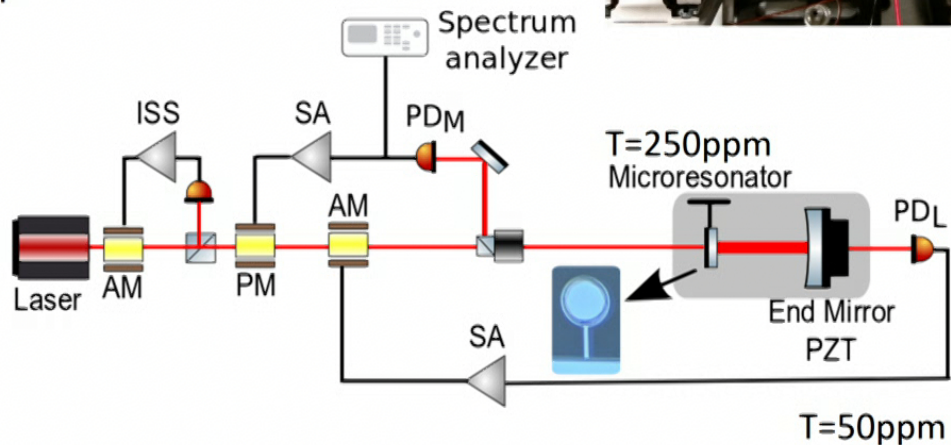 Spectrum
analyzer
ISS
SA
PDM
T=250ppm
Microresonator
AM
PDL
Laser
AM
PM
End Mirror
PZT
SA
T=50ppm